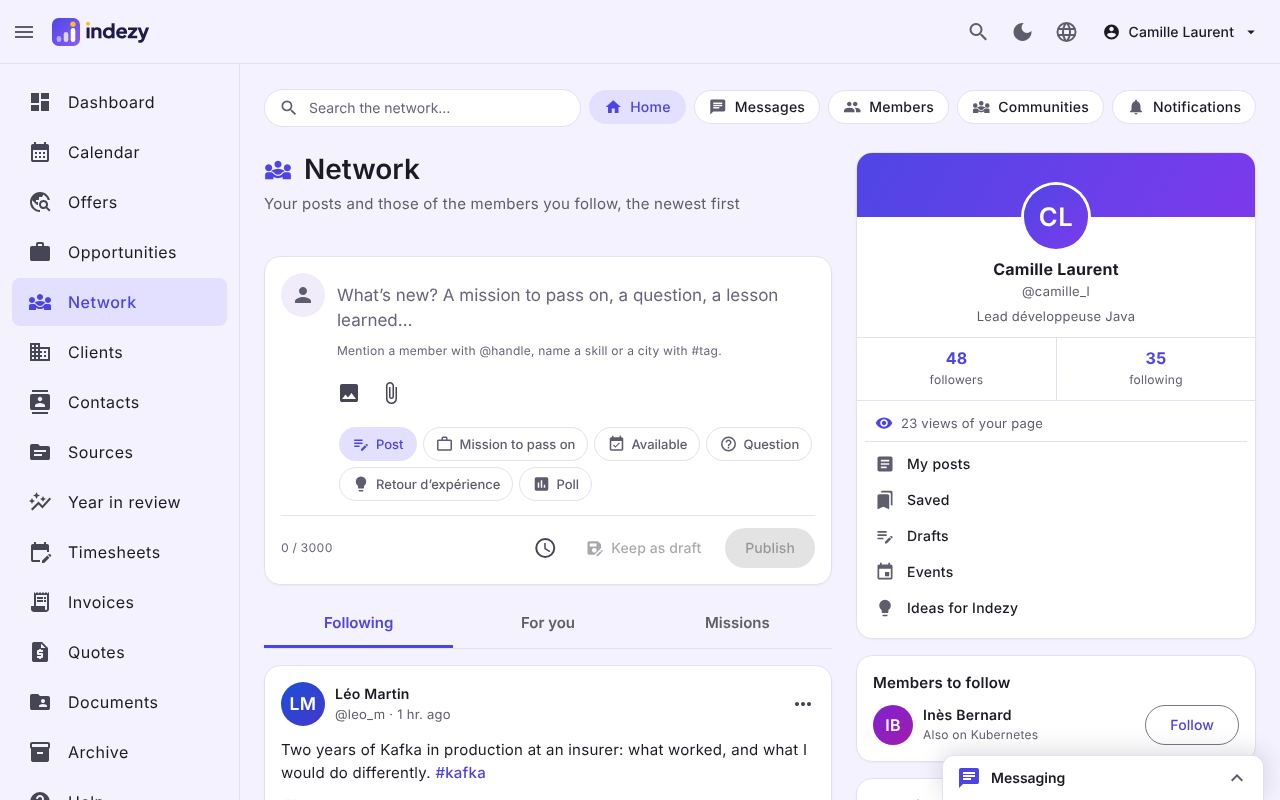 indezy
Camille Laurent
Dashboard
Calendar
Offers
Opportunities
Network
Clients
Contacts
Sources
Year in review
Timesheets
Invoices
Quotes
Documents
Archive
Search the network...
Home
Messages
Members
Communities
Notifications
Network
Your posts and those of the members you follow, the newest first
What's new? A mission to pass on, a question, a lesson
learned...
Mention a member with @handle, name a skill or a city with #tag.
Post
Mission to pass on
Available
Question
Retour d'expérience
Poll
0 / 3000
Keep as draft
Publish
Following
For you
Missions
LM
Léo Martin
@leo_m · 1 hr. ago
Two years of Kafka in production at an insurer: what worked, and what I
would do differently. #kafka
CL
Camille Laurent
@camille_l
Lead développeuse Java
48
followers
35
following
23 views of your page
My posts
Saved
Drafts
Events
Ideas for Indezy
Members to follow
IB
Inès Bernard
Also on Kubernetes
Follow
Messaging